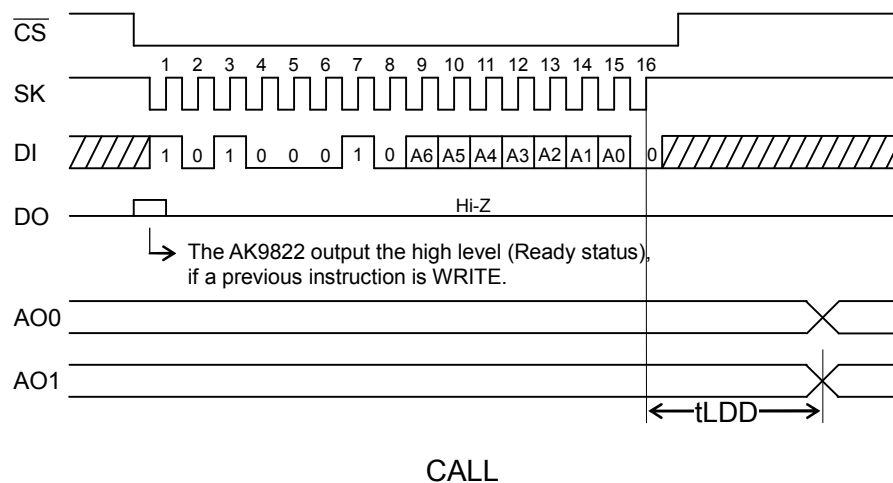 CS
1 2 3 4 5 6 7 8 9 10 11 12 13 14 15 16
SK
DI 1 0 1 0 0 0 1 0 A6 A5 A4 A3 A2 A1 A0 0
Hi-Z
DO
The AK9822 output the high level (Ready status),
if a previous instruction is WRITE.
AO0
AO1
tLDD
CALL